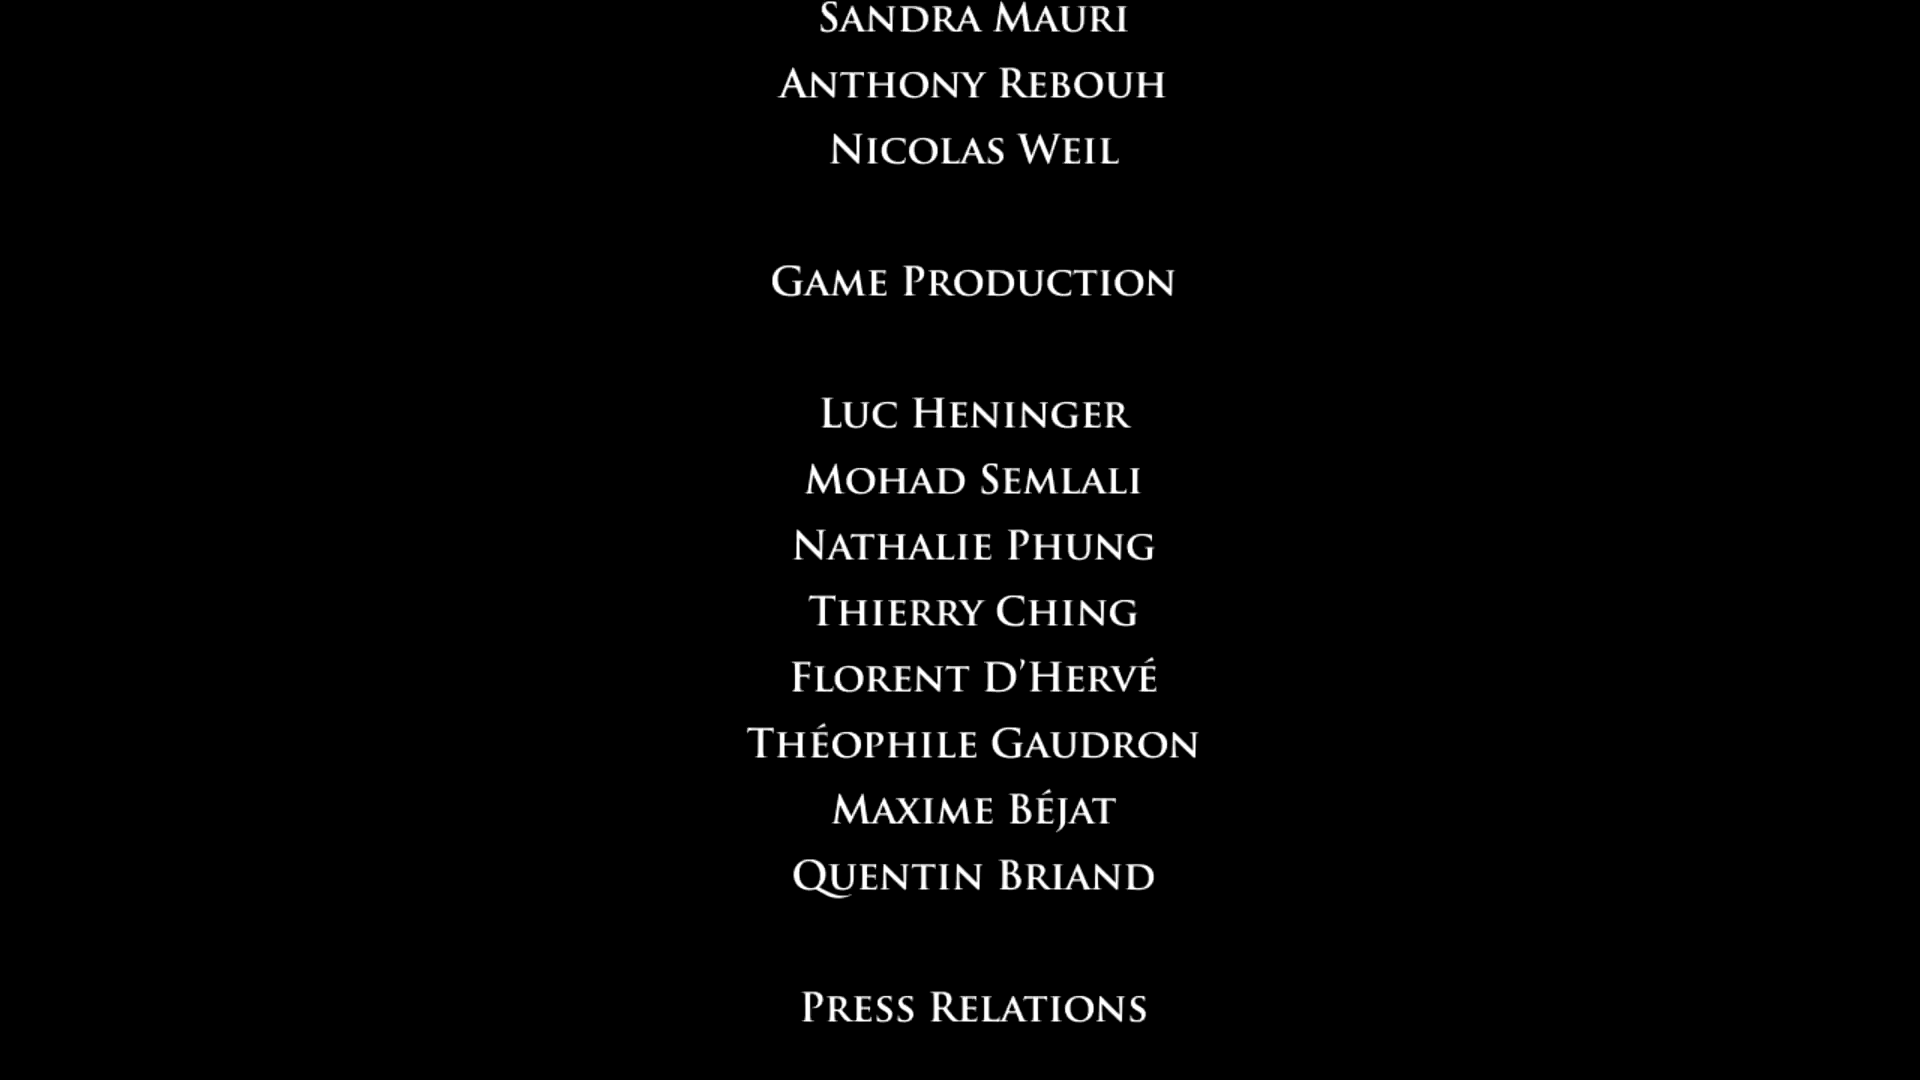 Sandra Mauri
Anthony Rebouh
Nicolas Weil
Game Production
Luc Heninger
Mohad Semlali
Nathalie Phung
Thierry Ching
Florent D’Hervé
Théophile Gaudron
Maxime Béjat
Quentin Briand
Press Relations